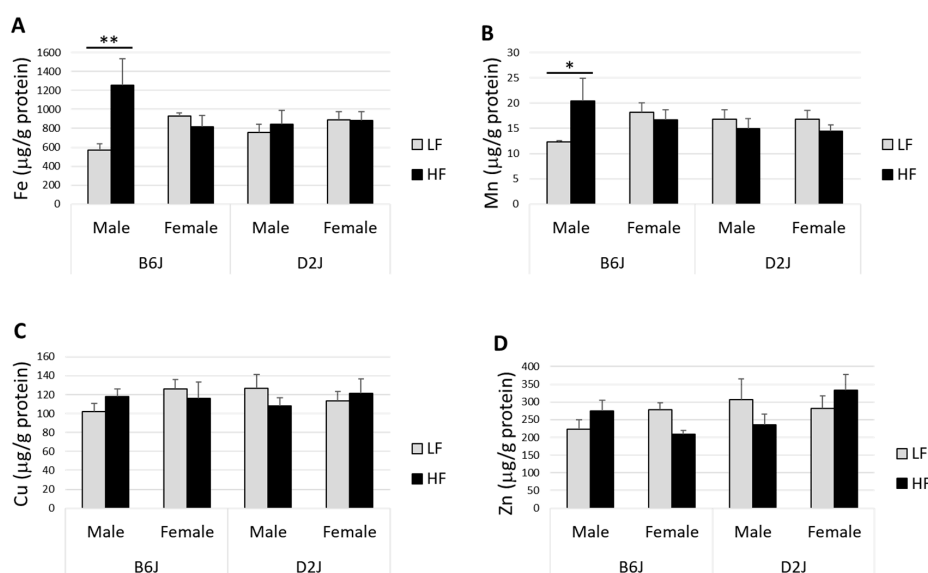 A
Fe (µg/g protein)
1600
1400
1200
1000
800
600
400
200
0
**
LF
HF
Male Female Male Female
B6J D2J
B
Mn (µg/g protein)
30
25
20
15
10
5
0
*
LF
HF
Male Female Male Female
B6J D2J
C
Cu (µg/g protein)
160
140
120
100
80
60
40
20
0
LF
HF
Male Female Male Female
B6J D2J
D
Zn (µg/g protein)
400
350
300
250
200
150
100
50
0
LF
HF
Male Female Male Female
B6J D2J